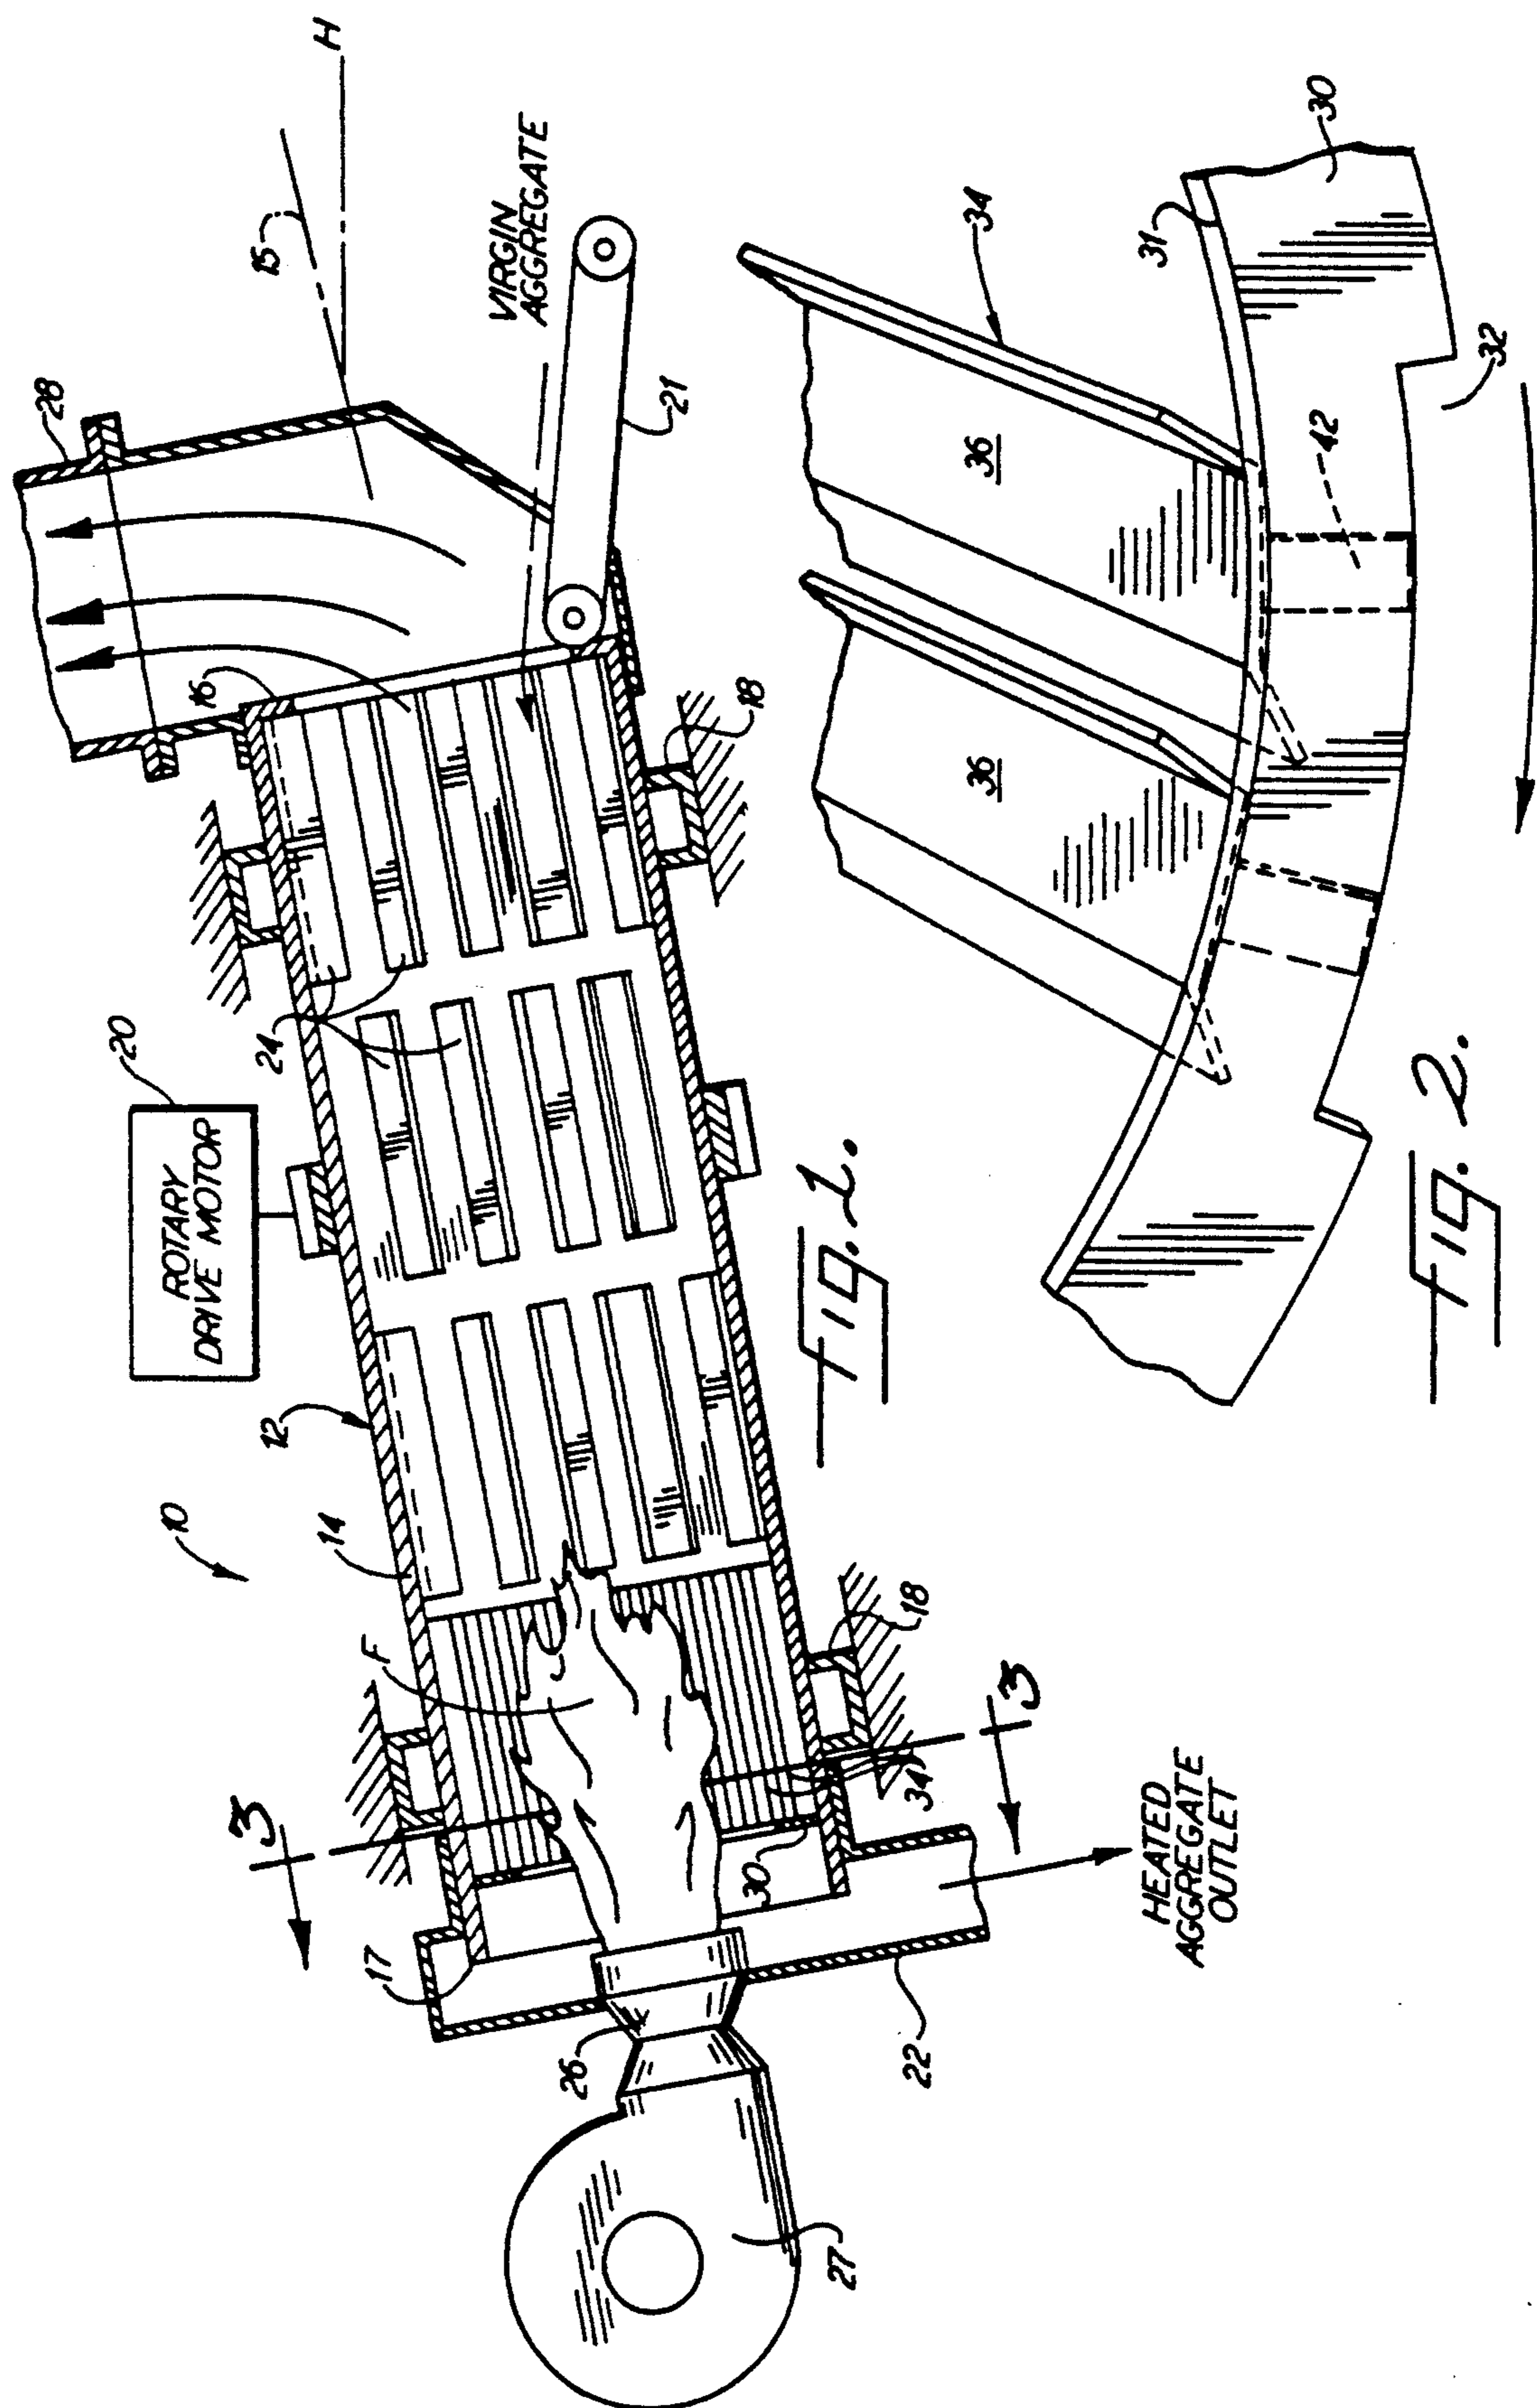 10
12
14
F
17
3
26
27
22
ROTARY
DRIVE MOTOR
20
24
16
28
15
H
VIRGIN
AGGREGATE
21
18
18
34
3
30
HEATED
AGGREGATE
OUTLET
Fig. 1.
36
36
34
31
30
42
32
Fig. 2.